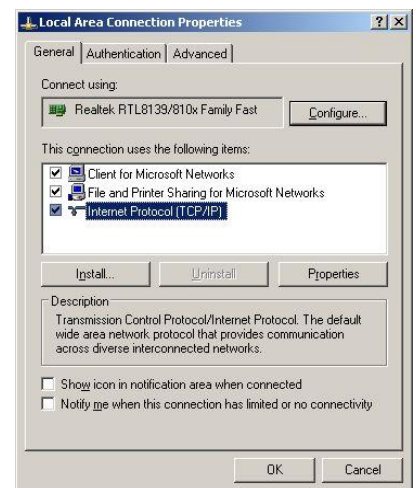 Local Area Connection Properties
General Authentication Advanced
Connect using:
Realtek RTL8139/810x Family Fast
Configure...
This connection uses the following items:
Client for Microsoft Networks
File and Printer Sharing for Microsoft Networks
Internet Protocol (TCP/IP)
Install... Uninstall Properties
Description
Transmission Control Protocol/Internet Protocol. The default
wide area network protocol that provides communication
across diverse interconnected networks.
Show icon in notification area when connected
Notify me when this connection has limited or no connectivity
OK Cancel